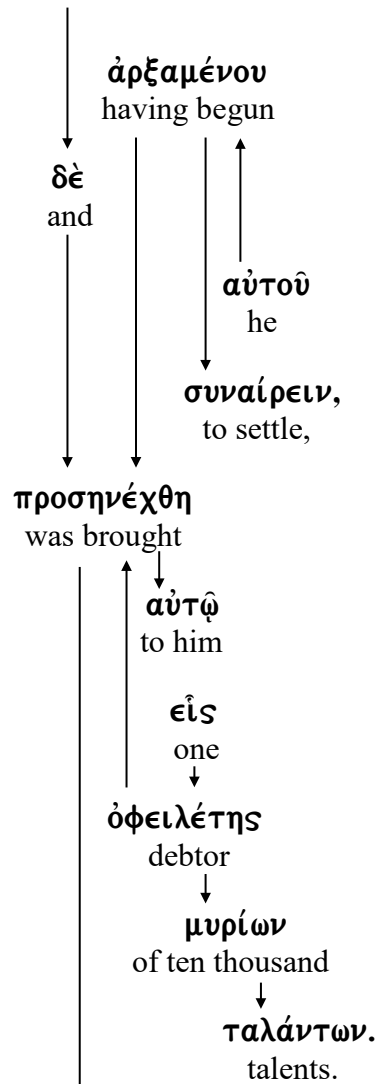 ἀρξαμένου
having begun
δὲ
and
αὐτοῦ
he
συναίρειν,
to settle,
προσηνέχθη
was brought
αὐτῷ
to him
εἷς
one
ὀφειλέτης
debtor
μυρίων
of ten thousand
ταλάντων.
talents.